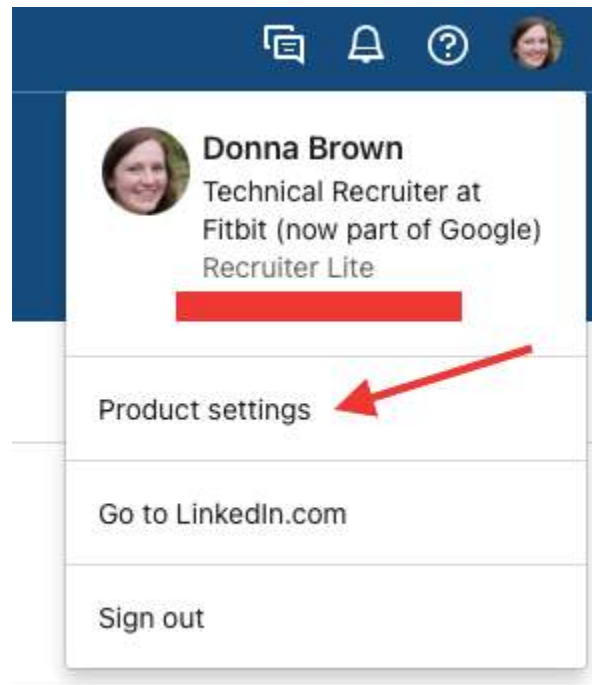 Donna Brown
Technical Recruiter at
Fitbit (now part of Google)
Recruiter Lite
Product settings
Go to LinkedIn.com
Sign out